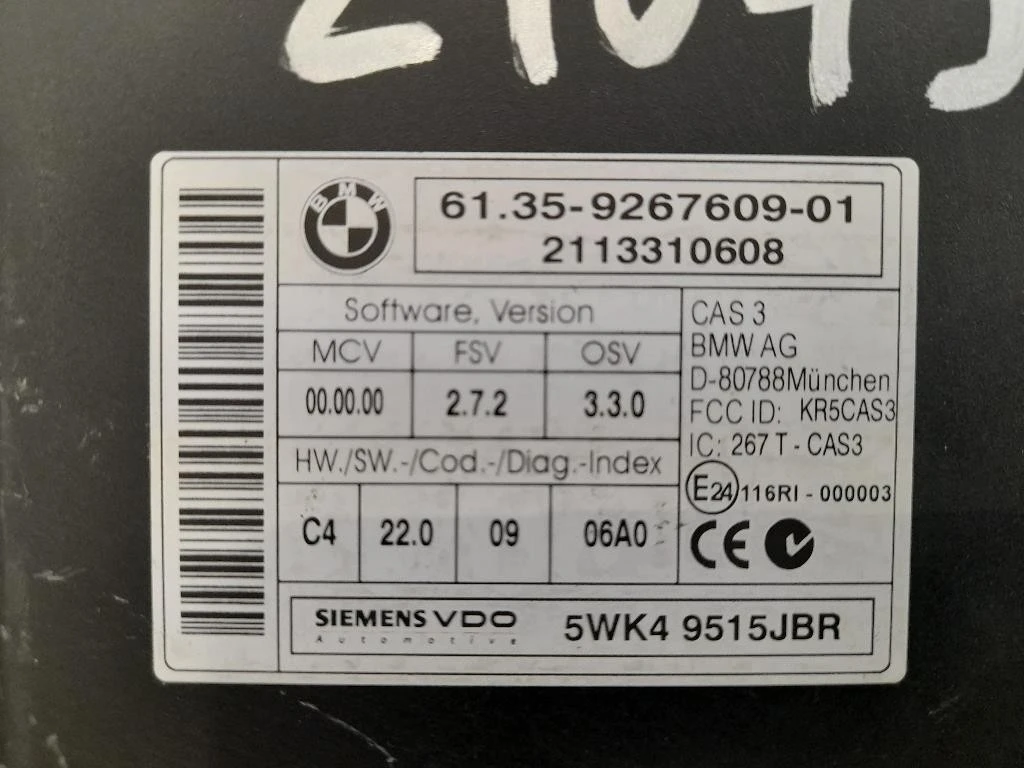 BMW
61.35-9267609-01
2113310608
Software, Version
MCV FSV OSV
00.00.00 2.7.2 3.3.0
HW./SW.-/Cod.-/Diag.-Index
C4 22.0 09 06A0
CAS 3
BMW AG
D-80788München
FCC ID: KR5CAS3
IC: 267 T - CAS3
E24 116RI - 000003
CE
SIEMENS VDO
Automotive
5WK4 9515JBR